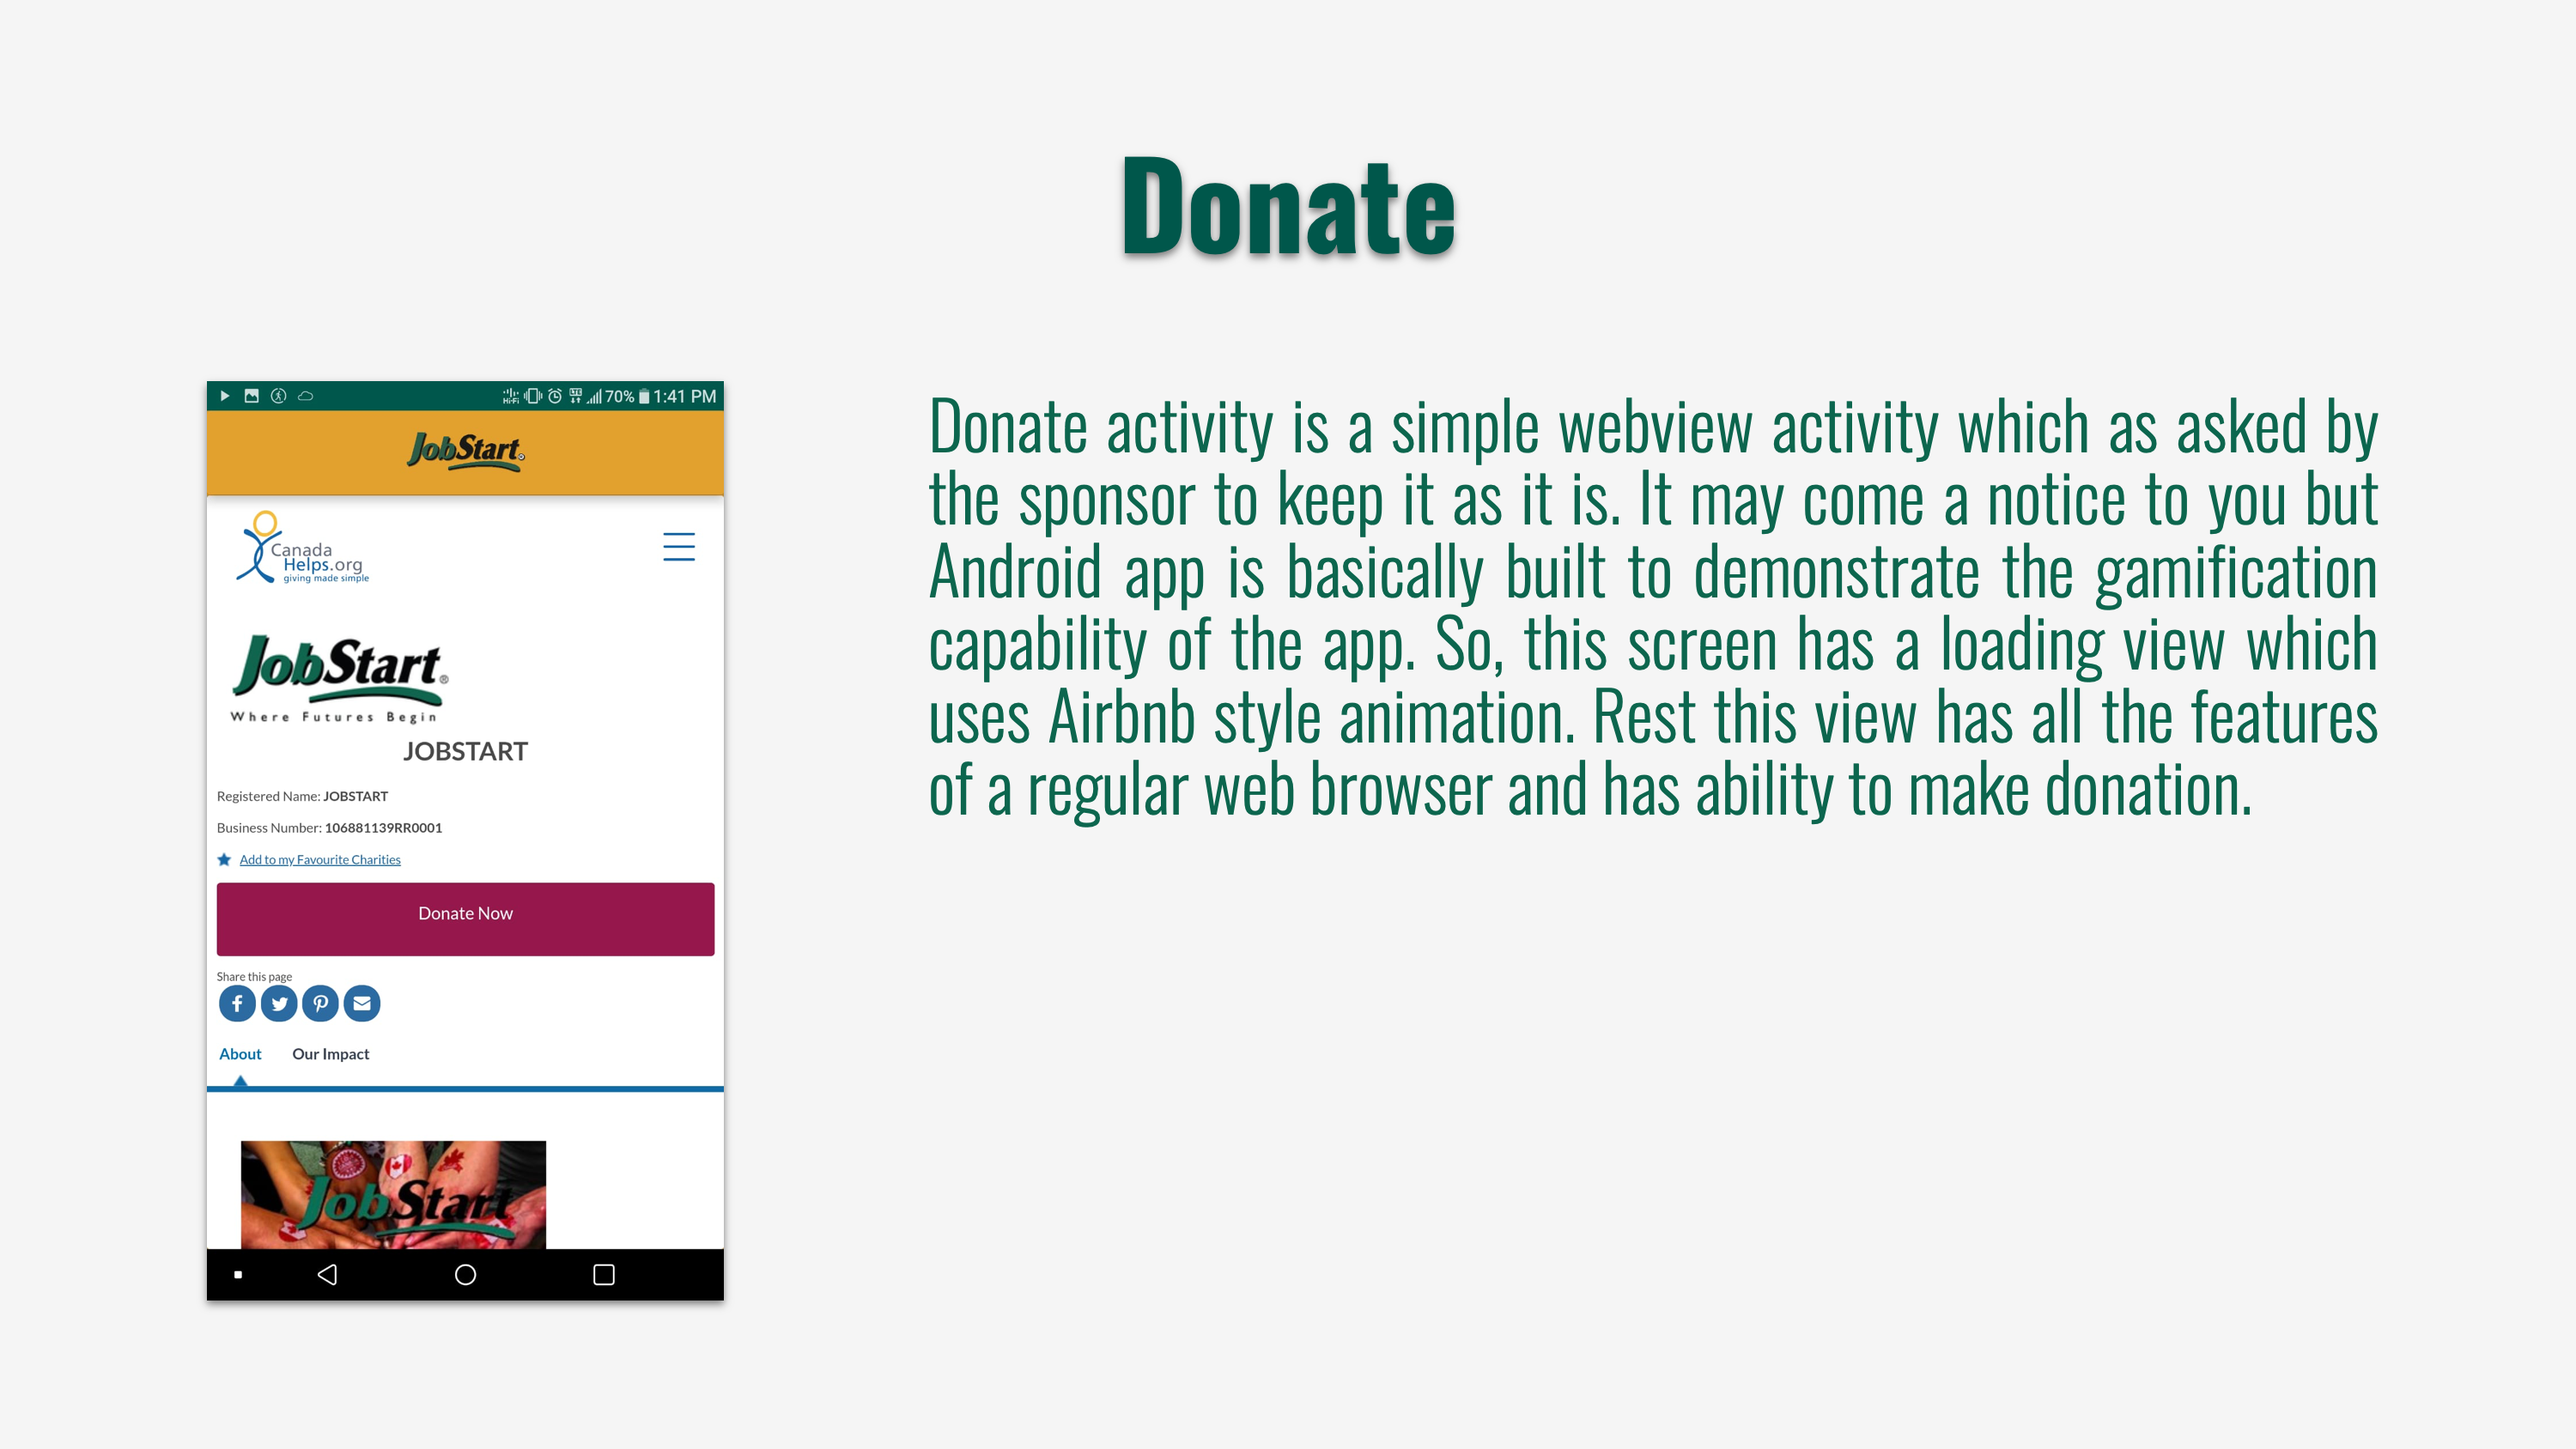 Donate
HiFi 70% 1:41 PM
JobStart®
Canada
Helps.org
giving made simple
JobStart®
Where Futures Begin
JOBSTART
Registered Name: JOBSTART
Business Number: 106881139RR0001
Add to my Favourite Charities
Donate Now
Share this page
About Our Impact
JobStart
Donate activity is a simple webview activity which as asked by
the sponsor to keep it as it is. It may come a notice to you but
Android app is basically built to demonstrate the gamification
capability of the app. So, this screen has a loading view which
uses Airbnb style animation. Rest this view has all the features
of a regular web browser and has ability to make donation.